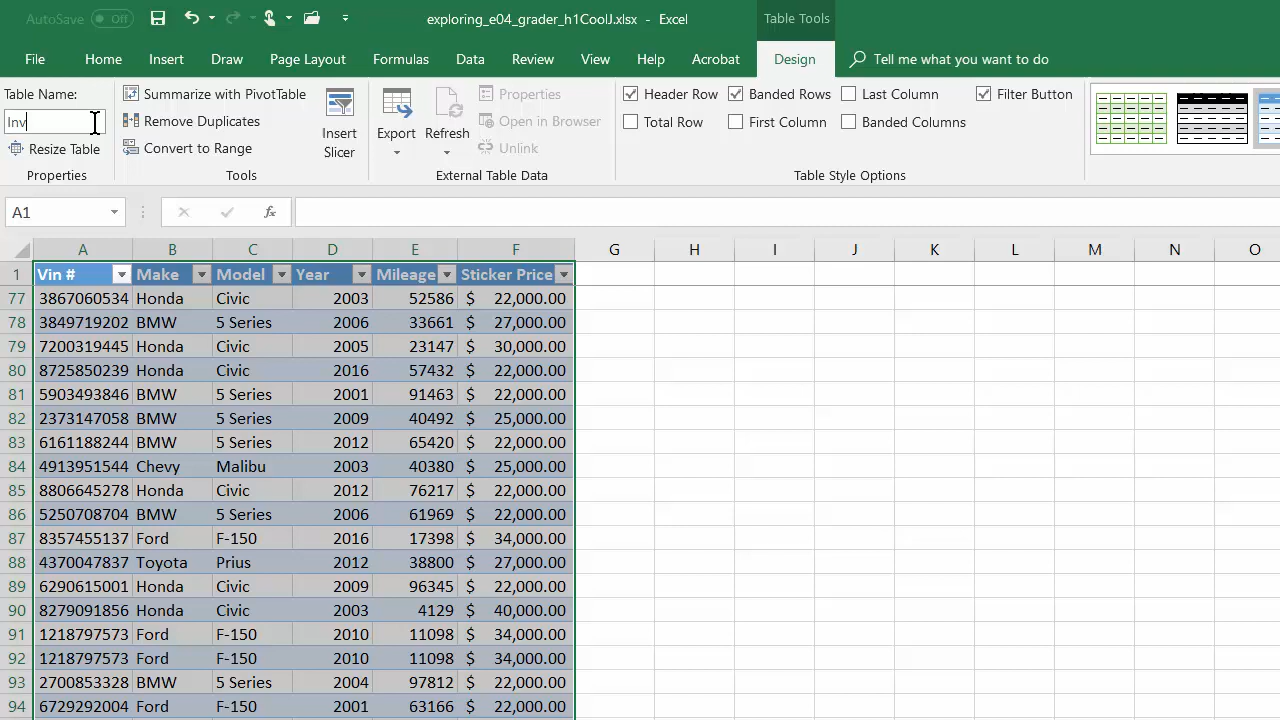 AutoSave Off exploring_e04_grader_h1CoolJ.xlsx - Excel Table Tools
File Home Insert Draw Page Layout Formulas Data Review View Help Acrobat Design Tell me what you want to do
Table Name: Summarize with PivotTable Properties Header Row Banded Rows Last Column Filter Button
Inv Remove Duplicates Insert Slicer Export Refresh Open in Browser Total Row First Column Banded Columns
Resize Table Convert to Range Unlink
Properties Tools External Table Data Table Style Options
A1 fx
A B C D E F G H I J K L M N O
1 Vin # Make Model Year Mileage Sticker Price
77 3867060534 Honda Civic 2003 52586 $ 22,000.00
78 3849719202 BMW 5 Series 2006 33661 $ 27,000.00
79 7200319445 Honda Civic 2005 23147 $ 30,000.00
80 8725850239 Honda Civic 2016 57432 $ 22,000.00
81 5903493846 BMW 5 Series 2001 91463 $ 22,000.00
82 2373147058 BMW 5 Series 2009 40492 $ 25,000.00
83 6161188244 BMW 5 Series 2012 65420 $ 22,000.00
84 4913951544 Chevy Malibu 2003 40380 $ 25,000.00
85 8806645278 Honda Civic 2012 76217 $ 22,000.00
86 5250708704 BMW 5 Series 2006 61969 $ 22,000.00
87 8357455137 Ford F-150 2016 17398 $ 34,000.00
88 4370047837 Toyota Prius 2012 38800 $ 27,000.00
89 6290615001 Honda Civic 2009 96345 $ 22,000.00
90 8279091856 Honda Civic 2003 4129 $ 40,000.00
91 1218797573 Ford F-150 2010 11098 $ 34,000.00
92 1218797573 Ford F-150 2010 11098 $ 34,000.00
93 2700853328 BMW 5 Series 2004 97812 $ 22,000.00
94 6729292004 Ford F-150 2001 63166 $ 22,000.00